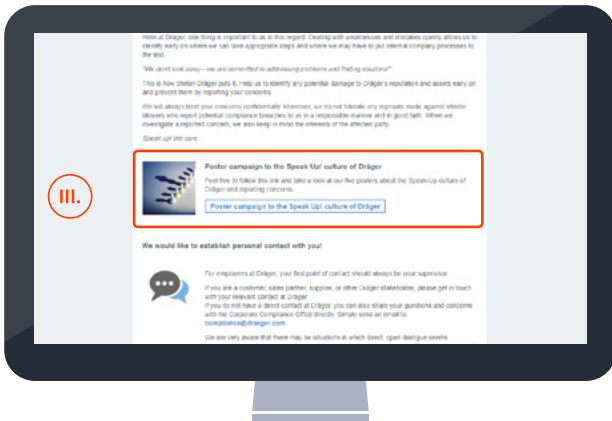 Here at Dräger, one thing is important to us in this regard: Dealing with weaknesses and mistakes openly allows us to
identify early on where we can take appropriate steps and where we may have to put internal company processes to
the test.
"We don't look away—we are committed to addressing problems and finding solutions!"
This is how Stefan Dräger puts it. Help us to identify any potential damage to Dräger's reputation and assets early on
and prevent them by reporting your concerns.
We will always treat your concerns confidentially. Moreover, we do not tolerate any reprisals made against whistle-
blowers who report potential compliance breaches to us in a responsible manner and in good faith. When we
investigate a reported concern, we also keep in mind the interests of the affected party.
Speak up! We care.
III.
Poster campaign to the Speak Up! culture of Dräger
Feel free to follow this link and take a look at our five posters about the Speak-Up culture of
Dräger and reporting concerns.
Poster campaign to the Speak Up! culture of Dräger
We would like to establish personal contact with you!
For employees at Dräger, your first point of contact should always be your supervisor.
If you are a customer, sales partner, supplier, or other Dräger stakeholder, please get in touch
with your relevant contact at Dräger.
If you do not have a direct contact at Dräger, you can also share your questions and concerns
with the Corporate Compliance Office directly. Simply send an email to:
compliance@draeger.com.
We are very aware that there may be situations in which direct, open dialogue seems